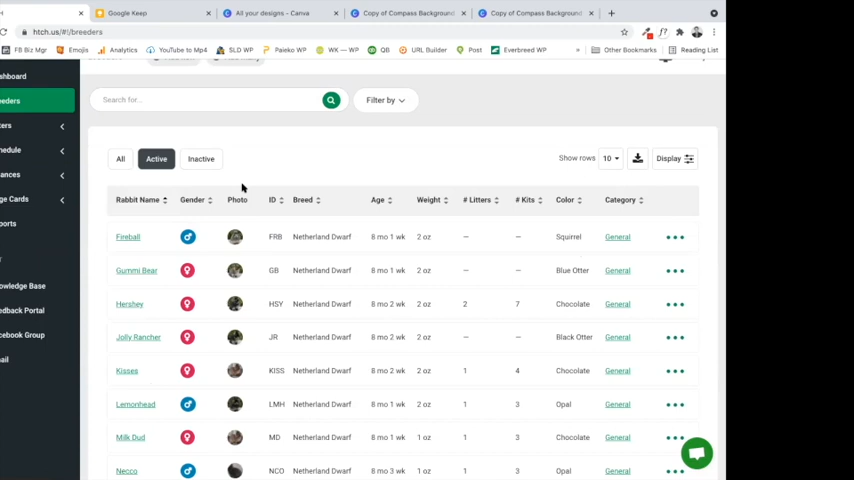 Google Keep
All your designs - Canva
Copy of Compass Background
Copy of Compass Background
htch.us/#!/breeders
FB Biz Mgr
Emojis
Analytics
YouTube to Mp4
SLD WP
Paleko WP
WK — WP
QB
URL Builder
Post
Everbreed WP
»
Other Bookmarks
Reading List
shboard
eeders
ers
hedule
ances
ge Cards
ports
owledge Base
edback Portal
cebook Group
ail
Search for...
Filter by
All
Active
Inactive
Show rows
10
Display
Rabbit Name
Gender
Photo
ID
Breed
Age
Weight
# Litters
# Kits
Color
Category
Fireball FRB Netherland Dwarf 8 mo 1 wk 2 oz — — Squirrel General
Gummi Bear GB Netherland Dwarf 8 mo 1 wk 2 oz — — Blue Otter General
Hershey HSY Netherland Dwarf 8 mo 2 wk 2 oz 2 7 Chocolate General
Jolly Rancher JR Netherland Dwarf 8 mo 2 wk 2 oz — — Black Otter General
Kisses KISS Netherland Dwarf 8 mo 2 wk 2 oz 1 4 Chocolate General
Lemonhead LMH Netherland Dwarf 8 mo 1 wk 2 oz 1 3 Opal General
Milk Dud MD Netherland Dwarf 8 mo 1 wk 1 oz 1 3 Chocolate General
Necco NCO Netherland Dwarf 8 mo 3 wk 1 oz 1 3 Opal General